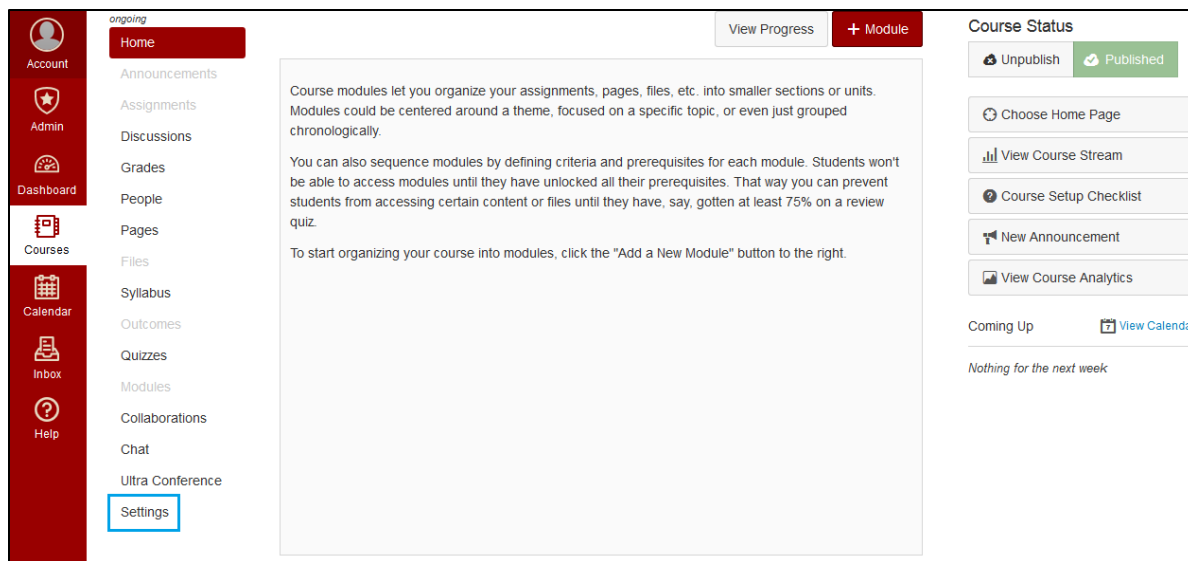 Account
Admin
Dashboard
Courses
Calendar
Inbox
Help
ongoing
Home
Announcements
Assignments
Discussions
Grades
People
Pages
Files
Syllabus
Outcomes
Quizzes
Modules
Collaborations
Chat
Ultra Conference
Settings
View Progress
+ Module
Course modules let you organize your assignments, pages, files, etc. into smaller sections or units.
Modules could be centered around a theme, focused on a specific topic, or even just grouped
chronologically.
You can also sequence modules by defining criteria and prerequisites for each module. Students won't
be able to access modules until they have unlocked all their prerequisites. That way you can prevent
students from accessing certain content or files until they have, say, gotten at least 75% on a review
quiz.
To start organizing your course into modules, click the "Add a New Module" button to the right.
Course Status
Unpublish
Published
Choose Home Page
View Course Stream
Course Setup Checklist
New Announcement
View Course Analytics
Coming Up
7 View Calenda
Nothing for the next week